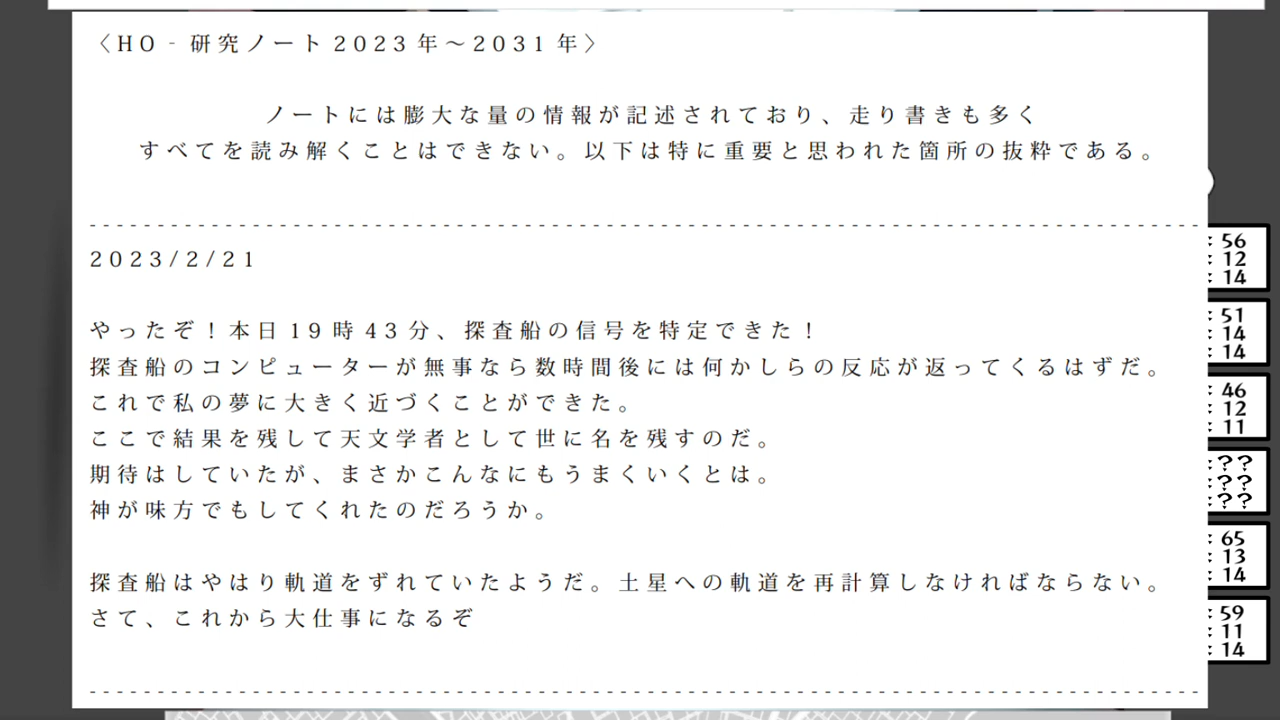 〈HO‐研究ノート2023年～2031年〉
ノートには膨大な量の情報が記述されており、走り書きも多く
すべてを読み解くことはできない。以下は特に重要と思われた箇所の抜粋である。
2023/2/21
やったぞ！本日19時43分、探査船の信号を特定できた！
探査船のコンピューターが無事なら数時間後には何かしらの反応が返ってくるはずだ。
これで私の夢に大きく近づくことができた。
ここで結果を残して天文学者として世に名を残すのだ。
期待はしていたが、まさかこんなにもうまくいくとは。
神が味方でもしてくれたのだろうか。
探査船はやはり軌道をずれていたようだ。土星への軌道を再計算しなければならない。
さて、これから大仕事になるぞ
: 56
: 12
: 14
: 51
: 14
: 14
: 46
: 12
: 11
: ??
: ??
: ??
: 65
: 13
: 14
: 59
: 11
: 14